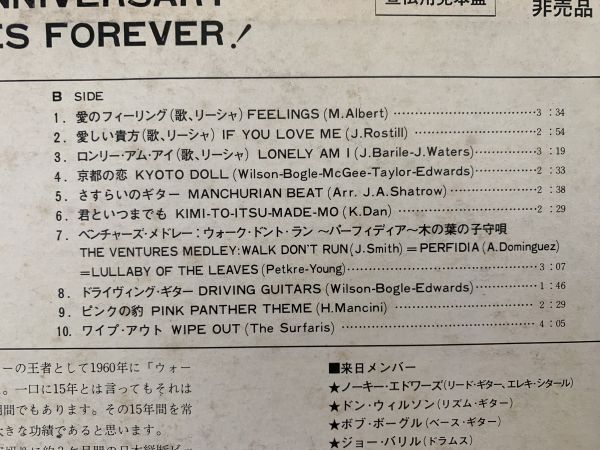 ES FOREVER!
非売品
B SIDE
1. 愛のフィーリング(歌、リーシャ) FEELINGS (M.Albert) 3:34
2. 愛しい貴方(歌、リーシャ) IF YOU LOVE ME (J.Rostill) 2:54
3. ロンリー・アム・アイ(歌、リーシャ) LONELY AM I (J.Barile-J.Waters) 3:19
4. 京都の恋 KYOTO DOLL (Wilson-Bogle-McGee-Taylor-Edwards) 2:33
5. さすらいのギター MANCHURIAN BEAT (Arr. J.A.Shatrow) 2:38
6. 君といつまでも KIMI-TO-ITSU-MADE-MO (K.Dan) 2:29
7. ベンチャーズ・メドレー:ウォーク・ドント・ラン 〜パーフィディア〜木の葉の子守唄
THE VENTURES MEDLEY:WALK DON'T RUN (J.Smith)=PERFIDIA (A.Dominguez)
=LULLABY OF THE LEAVES (Petkre-Young) 3:07
8. ドライヴィング・ギター DRIVING GUITARS (Wilson-Bogle-Edwards) 1:46
9. ピンクの豹 PINK PANTHER THEME (H.Mancini) 2:29
10. ワイプ・アウト WIPE OUT (The Surfaris) 4:05
ーの王者として1960年に「ウォー
。一口に15年とは言ってもそれは
間でもあります。その15年間を常
大きな功績であると思います。
■来日メンバー
★ノーキー・エドワーズ(リード・ギター、エレキ・シタール)
★ドン・ウィルソン(リズム・ギター)
★ボブ・ボーグル(ベース・ギター)
★ジョー・バリル(ドラムス)